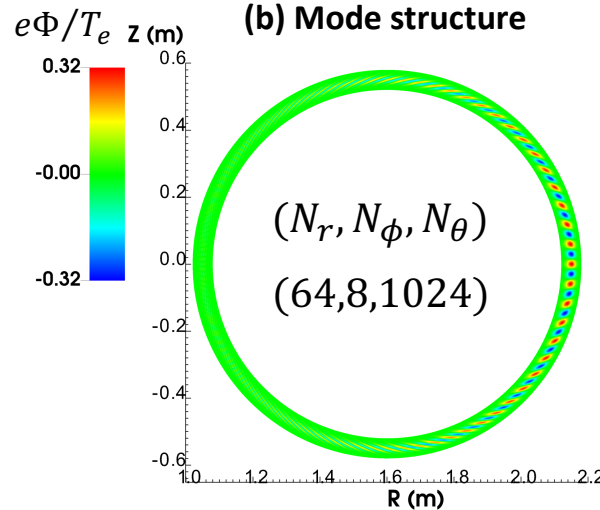 (b) Mode structure
eΦ/T_e
Z (m)
0.32
-0.00
-0.32
0.6
0.4
0.2
0.0
-0.2
-0.4
-0.6
(N_r, N_ϕ, N_θ)
(64,8,1024)
1.0 1.2 1.4 1.6 1.8 2.0 2.2
R (m)